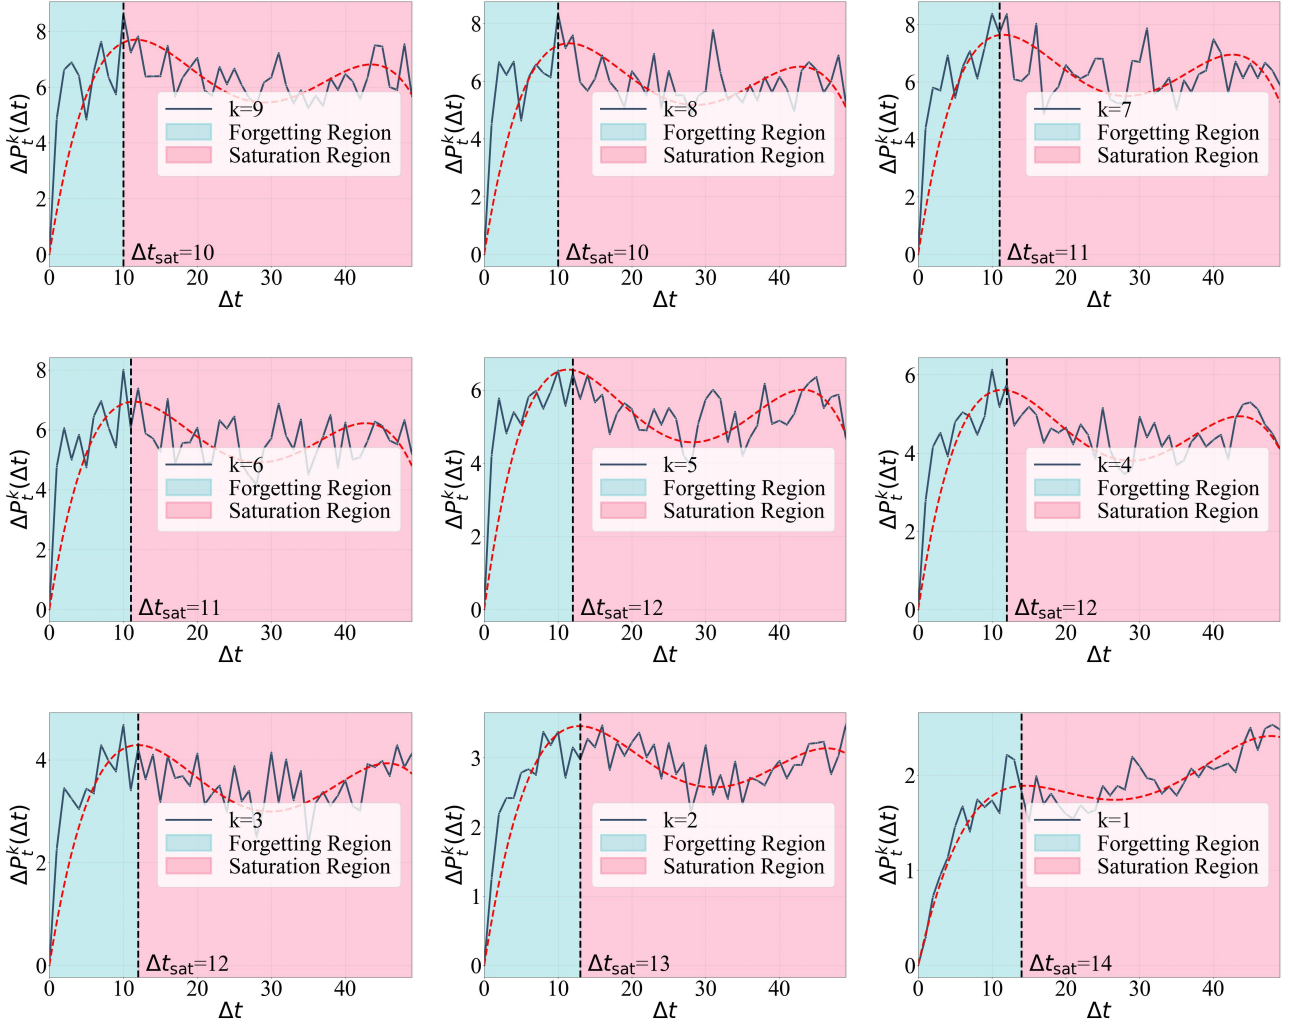 8
6
4
2
0
ΔP_t^k(Δt)
k=9
Forgetting Region
Saturation Region
Δt_sat=10
0 10 20 30 40
Δt
8
6
4
2
0
ΔP_t^k(Δt)
k=8
Forgetting Region
Saturation Region
Δt_sat=10
0 10 20 30 40
Δt
8
6
4
2
0
ΔP_t^k(Δt)
k=7
Forgetting Region
Saturation Region
Δt_sat=11
0 10 20 30 40
Δt
8
6
4
2
0
ΔP_t^k(Δt)
k=6
Forgetting Region
Saturation Region
Δt_sat=11
0 10 20 30 40
Δt
6
4
2
0
ΔP_t^k(Δt)
k=5
Forgetting Region
Saturation Region
Δt_sat=12
0 10 20 30 40
Δt
6
4
2
0
ΔP_t^k(Δt)
k=4
Forgetting Region
Saturation Region
Δt_sat=12
0 10 20 30 40
Δt
4
2
0
ΔP_t^k(Δt)
k=3
Forgetting Region
Saturation Region
Δt_sat=12
0 10 20 30 40
Δt
3
2
1
0
ΔP_t^k(Δt)
k=2
Forgetting Region
Saturation Region
Δt_sat=13
0 10 20 30 40
Δt
2
1
0
ΔP_t^k(Δt)
k=1
Forgetting Region
Saturation Region
Δt_sat=14
0 10 20 30 40
Δt